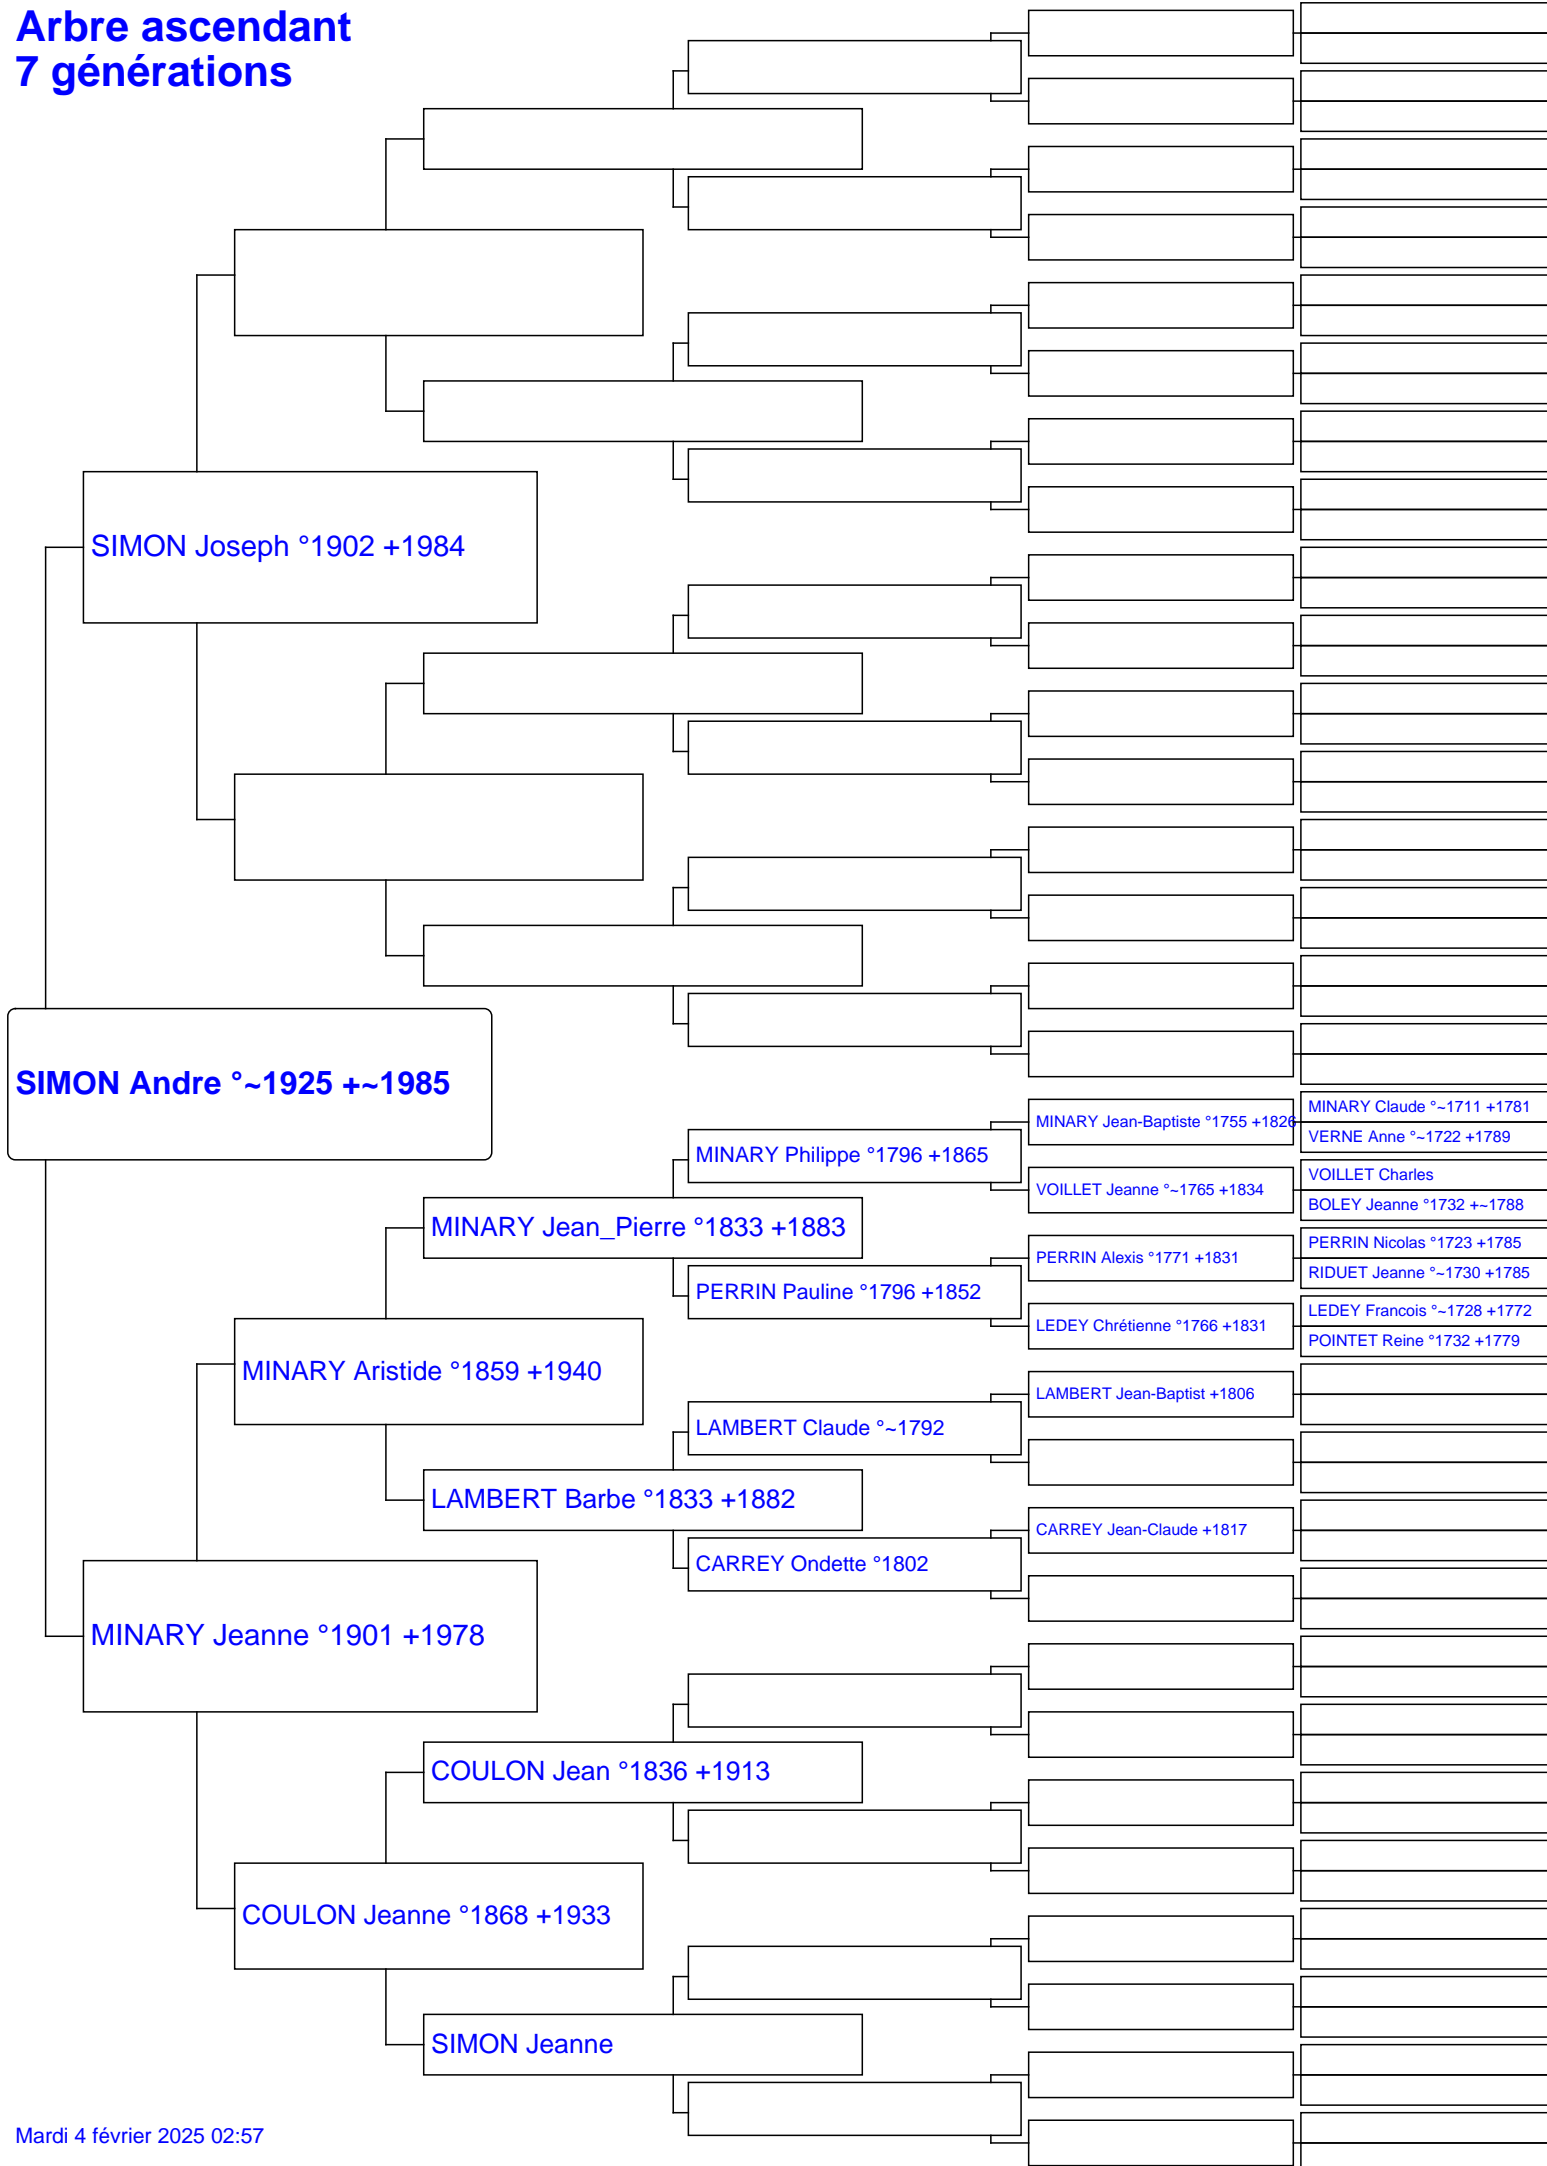 Arbre ascendant
7 générations
SIMON Joseph °1902 +1984
SIMON Andre °~1925 +~1985
MINARY Jean-Baptiste °1755 +1826
MINARY Claude °~1711 +1781
VERNE Anne °~1722 +1789
MINARY Philippe °1796 +1865
VOILLET Jeanne °~1765 +1834
VOILLET Charles
BOLEY Jeanne °1732 +~1788
MINARY Jean_Pierre °1833 +1883
PERRIN Alexis °1771 +1831
PERRIN Nicolas °1723 +1785
RIDUET Jeanne °~1730 +1785
PERRIN Pauline °1796 +1852
LEDEY Chrétienne °1766 +1831
LEDEY Francois °~1728 +1772
POINTET Reine °1732 +1779
MINARY Aristide °1859 +1940
LAMBERT Jean-Baptist +1806
LAMBERT Claude °~1792
LAMBERT Barbe °1833 +1882
CARREY Jean-Claude +1817
CARREY Ondette °1802
MINARY Jeanne °1901 +1978
COULON Jean °1836 +1913
COULON Jeanne °1868 +1933
SIMON Jeanne
Mardi 4 février 2025 02:57